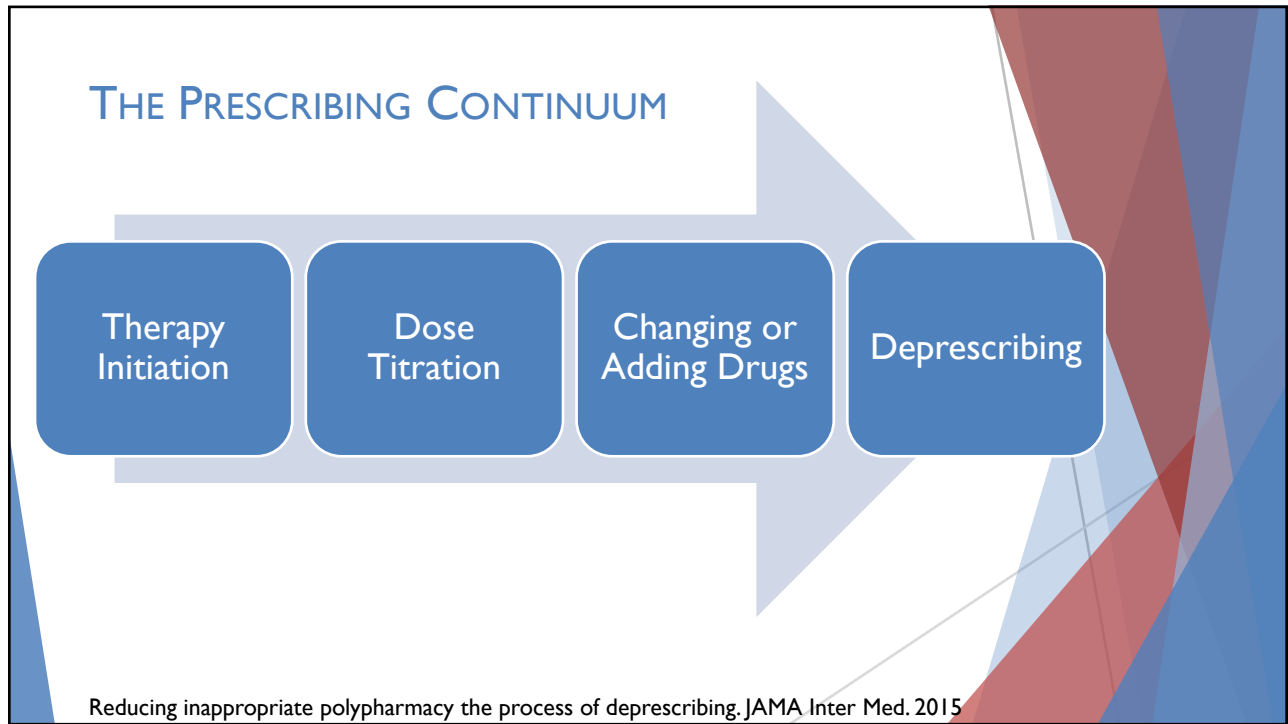 THE PRESCRIBING CONTINUUM
Therapy
Initiation
Dose
Titration
Changing or
Adding Drugs
Deprescribing
Reducing inappropriate polypharmacy the process of deprescribing. JAMA Inter Med. 2015